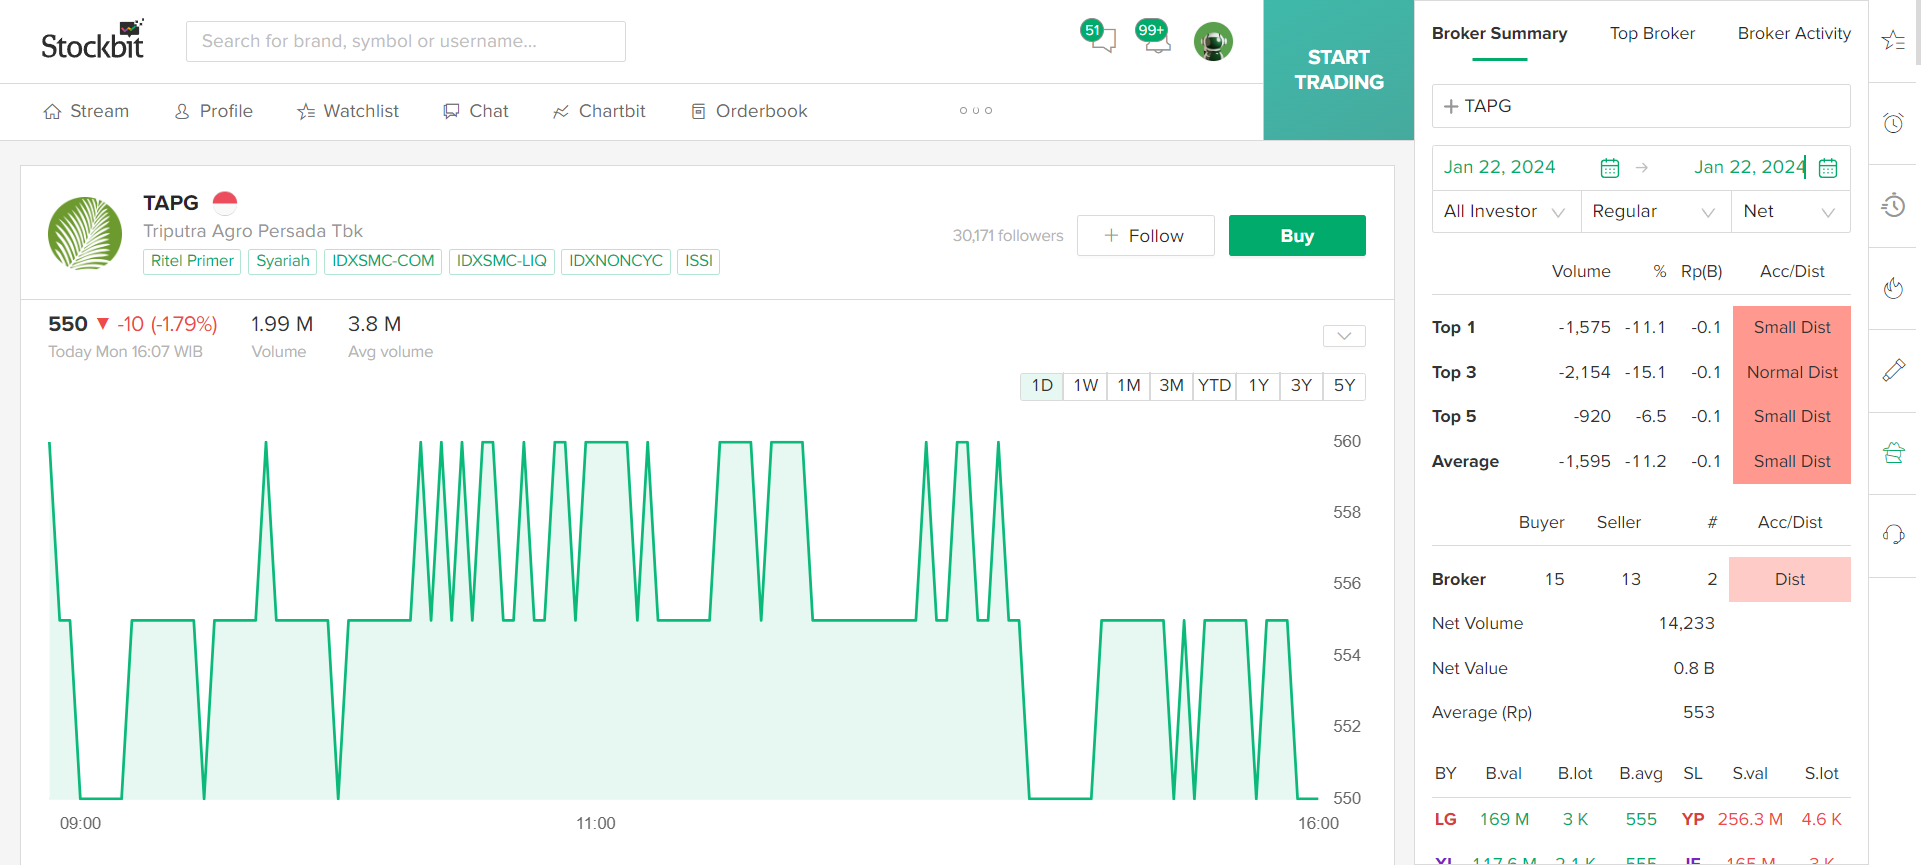 Stockbit
Search for brand, symbol or username...
51
99+
START
TRADING
Stream
Profile
Watchlist
Chat
Chartbit
Orderbook
TAPG
Triputra Agro Persada Tbk
Ritel Primer
Syariah
IDXSMC-COM
IDXSMC-LIQ
IDXNONCYC
ISSI
30,171 followers
+ Follow
Buy
550 ▼ -10 (-1.79%)
Today Mon 16:07 WIB
1.99 M
Volume
3.8 M
Avg volume
1D 1W 1M 3M YTD 1Y 3Y 5Y
560
558
556
554
552
550
09:00 11:00 16:00
Broker Summary Top Broker Broker Activity
+ TAPG
Jan 22, 2024 → Jan 22, 2024
All Investor Regular Net
Volume % Rp(B) Acc/Dist
Top 1 -1,575 -11.1 -0.1 Small Dist
Top 3 -2,154 -15.1 -0.1 Normal Dist
Top 5 -920 -6.5 -0.1 Small Dist
Average -1,595 -11.2 -0.1 Small Dist
Buyer Seller # Acc/Dist
Broker 15 13 2 Dist
Net Volume 14,233
Net Value 0.8 B
Average (Rp) 553
BY B.val B.lot B.avg SL S.val S.lot
LG 169 M 3 K 555 YP 256.3 M 4.6 K
117.6 M 2.1 K 555 165 M 3 K